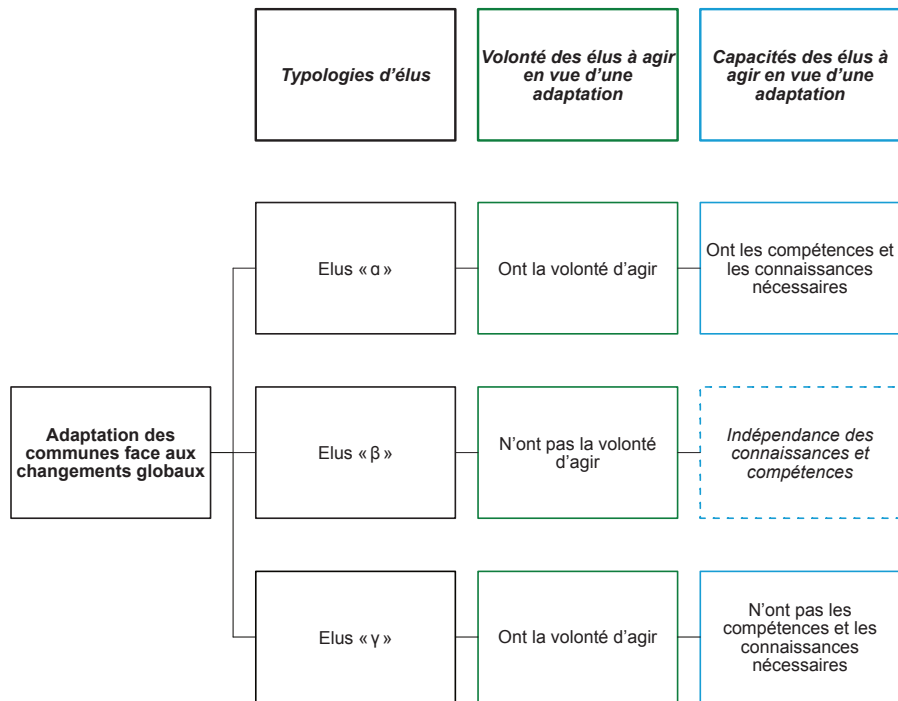 Typologies d'élus
Volonté des élus à agir
en vue d'une
adaptation
Capacités des élus à
agir en vue d'une
adaptation
Elus « α »
Ont la volonté d'agir
Ont les compétences et
les connaissances
nécessaires
Adaptation des
communes face aux
changements globaux
Elus « β »
N'ont pas la volonté
d'agir
Indépendance des
connaissances et
compétences
Elus « γ »
Ont la volonté d'agir
N'ont pas les
compétences et les
connaissances
nécessaires